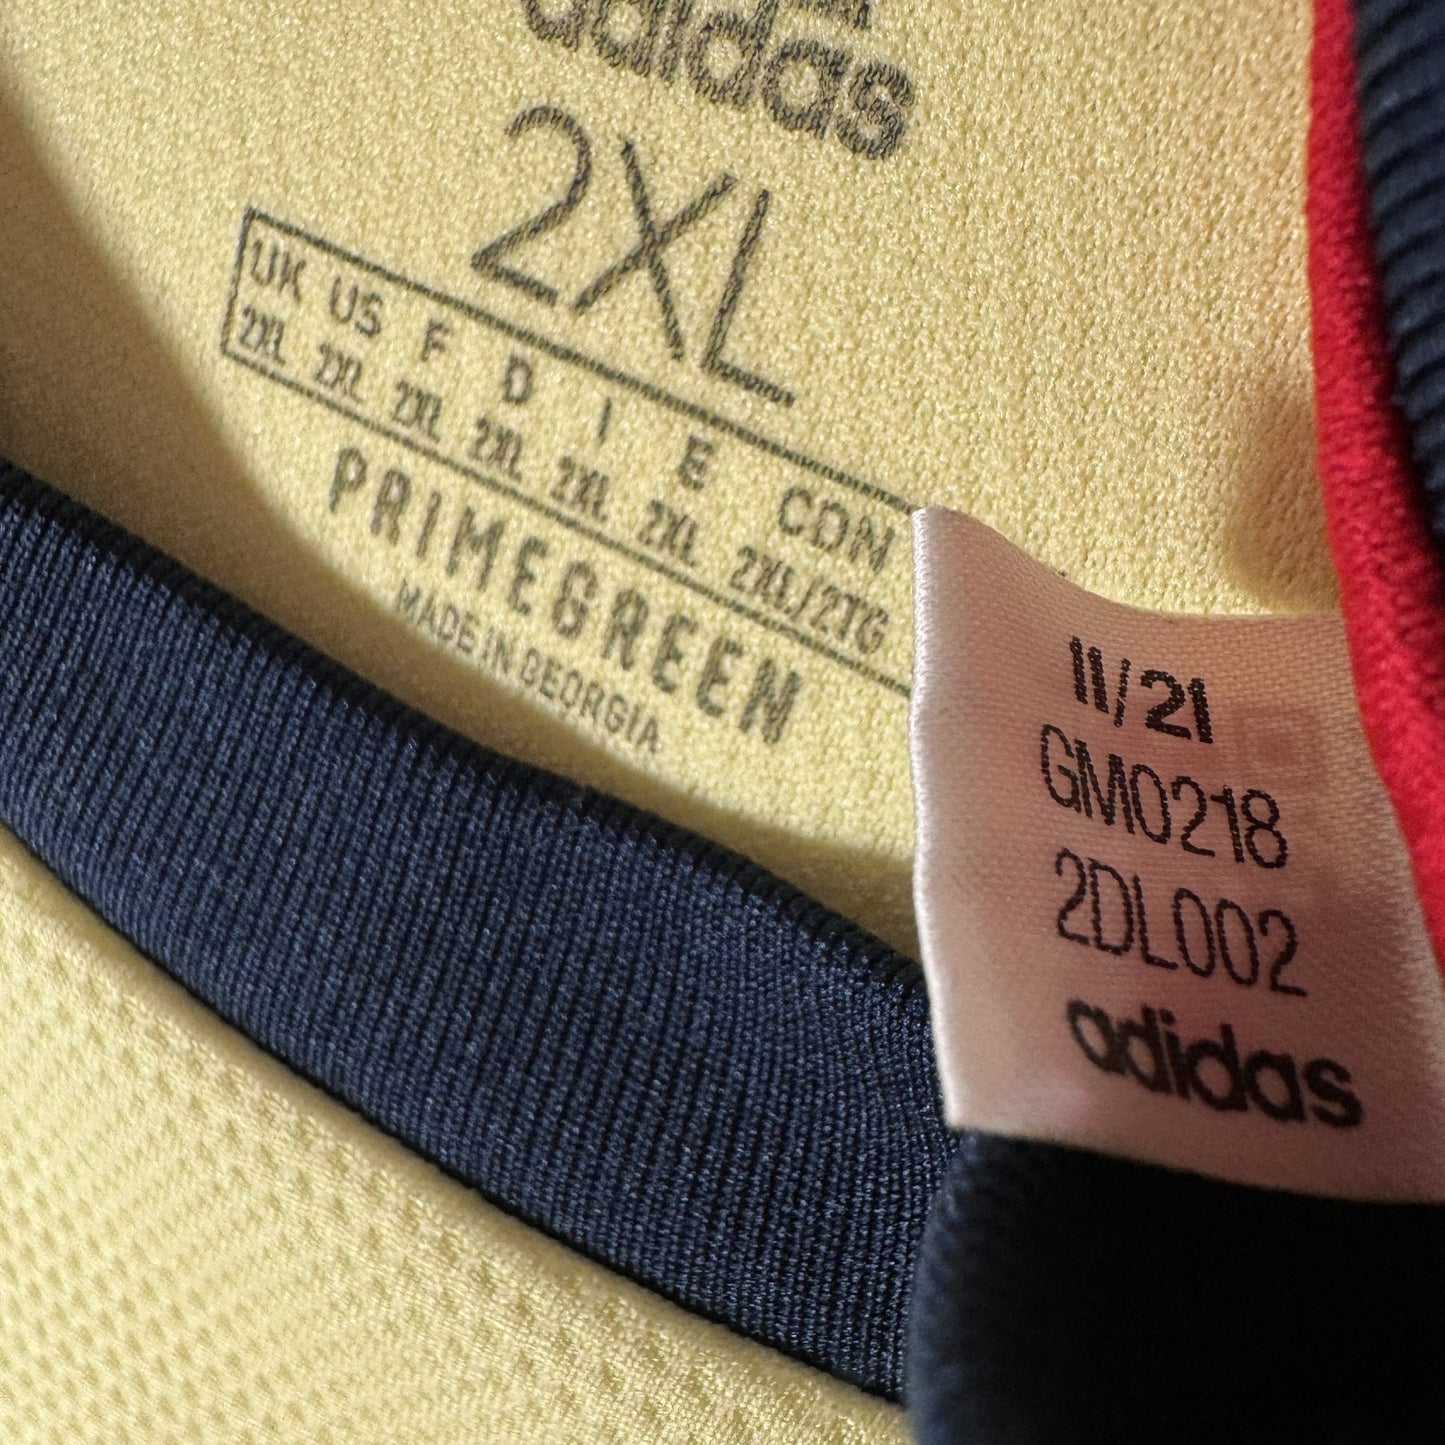 adidas
2XL
UK US F D I E CDN
2XL 2XL 2XL 2XL 2XL 2XL 2XL/2TG
PRIMEGREEN
MADE IN GEORGIA
11/21
GM0218
2DL002
adidas